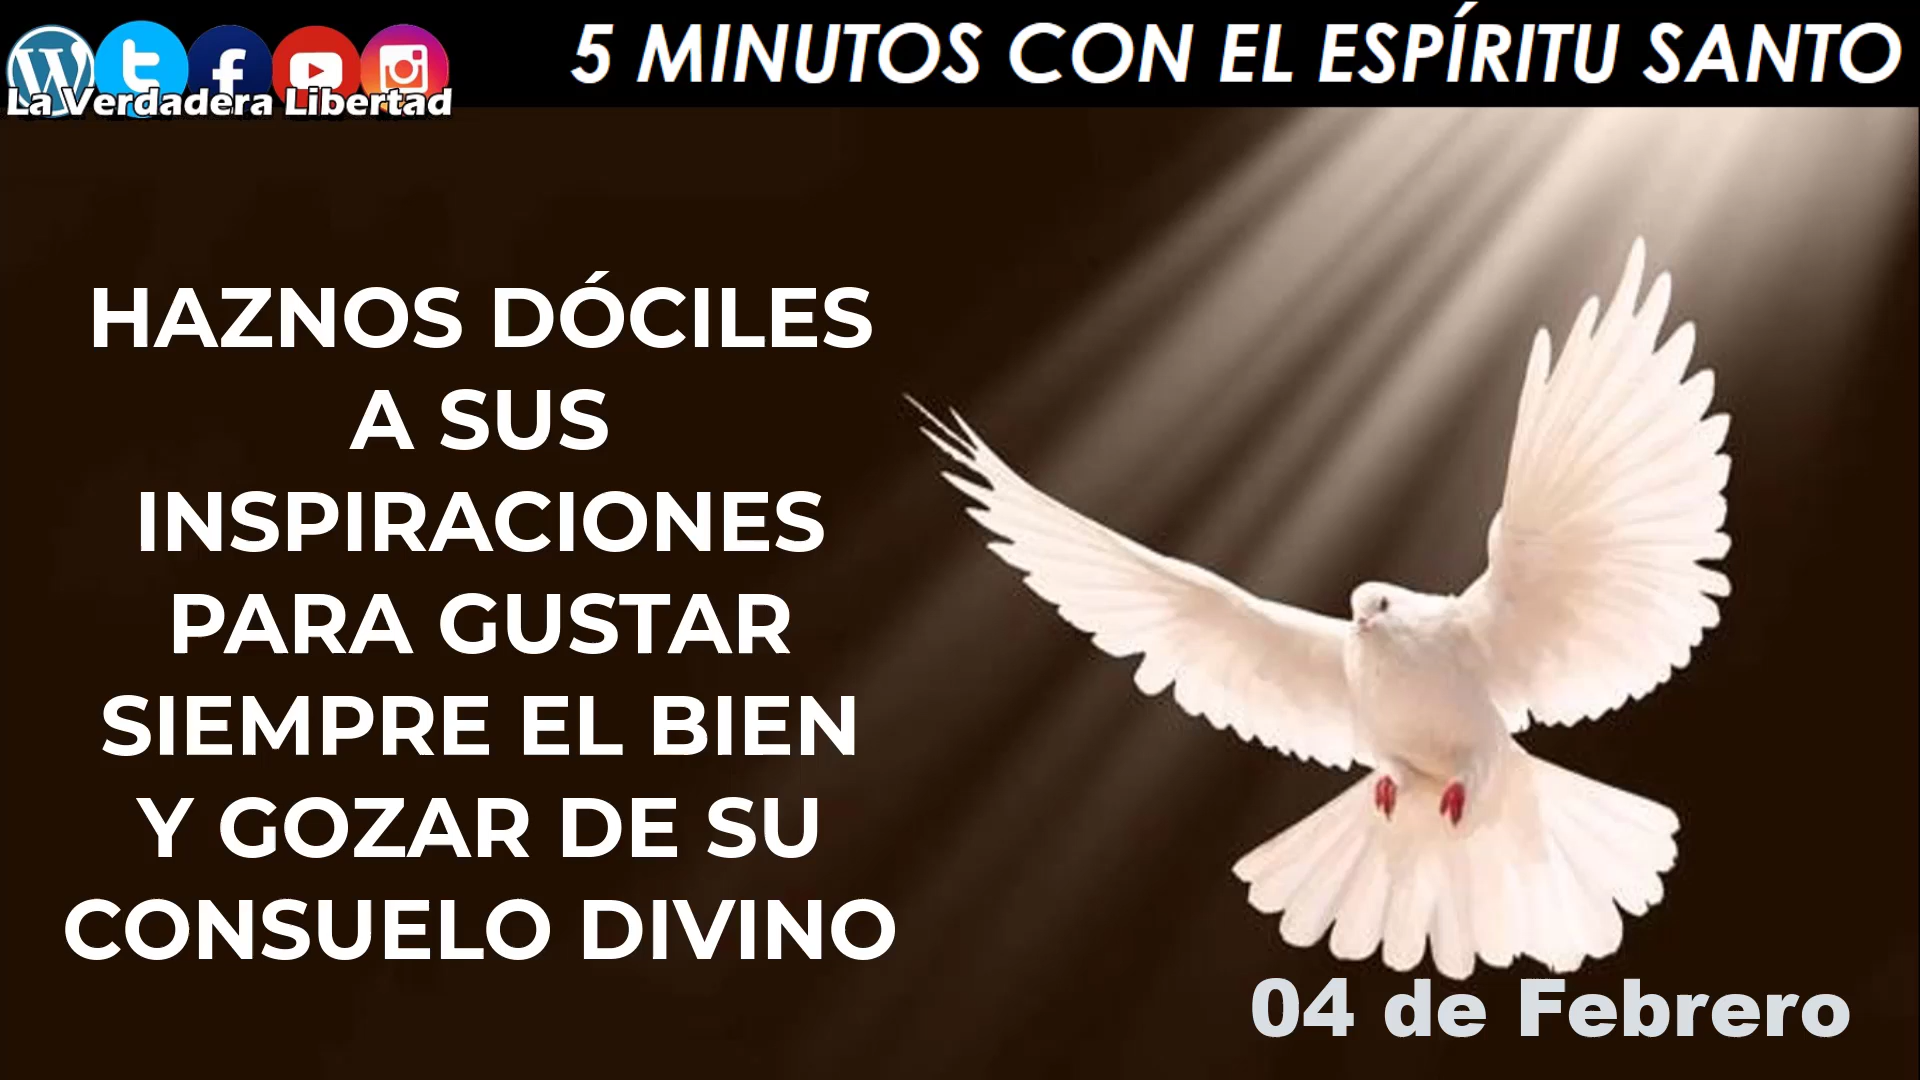 5 MINUTOS CON EL ESPÍRITU SANTO
La Verdadera Libertad
HAZNOS DÓCILES
A SUS
INSPIRACIONES
PARA GUSTAR
SIEMPRE EL BIEN
Y GOZAR DE SU
CONSUELO DIVINO
04 de Febrero